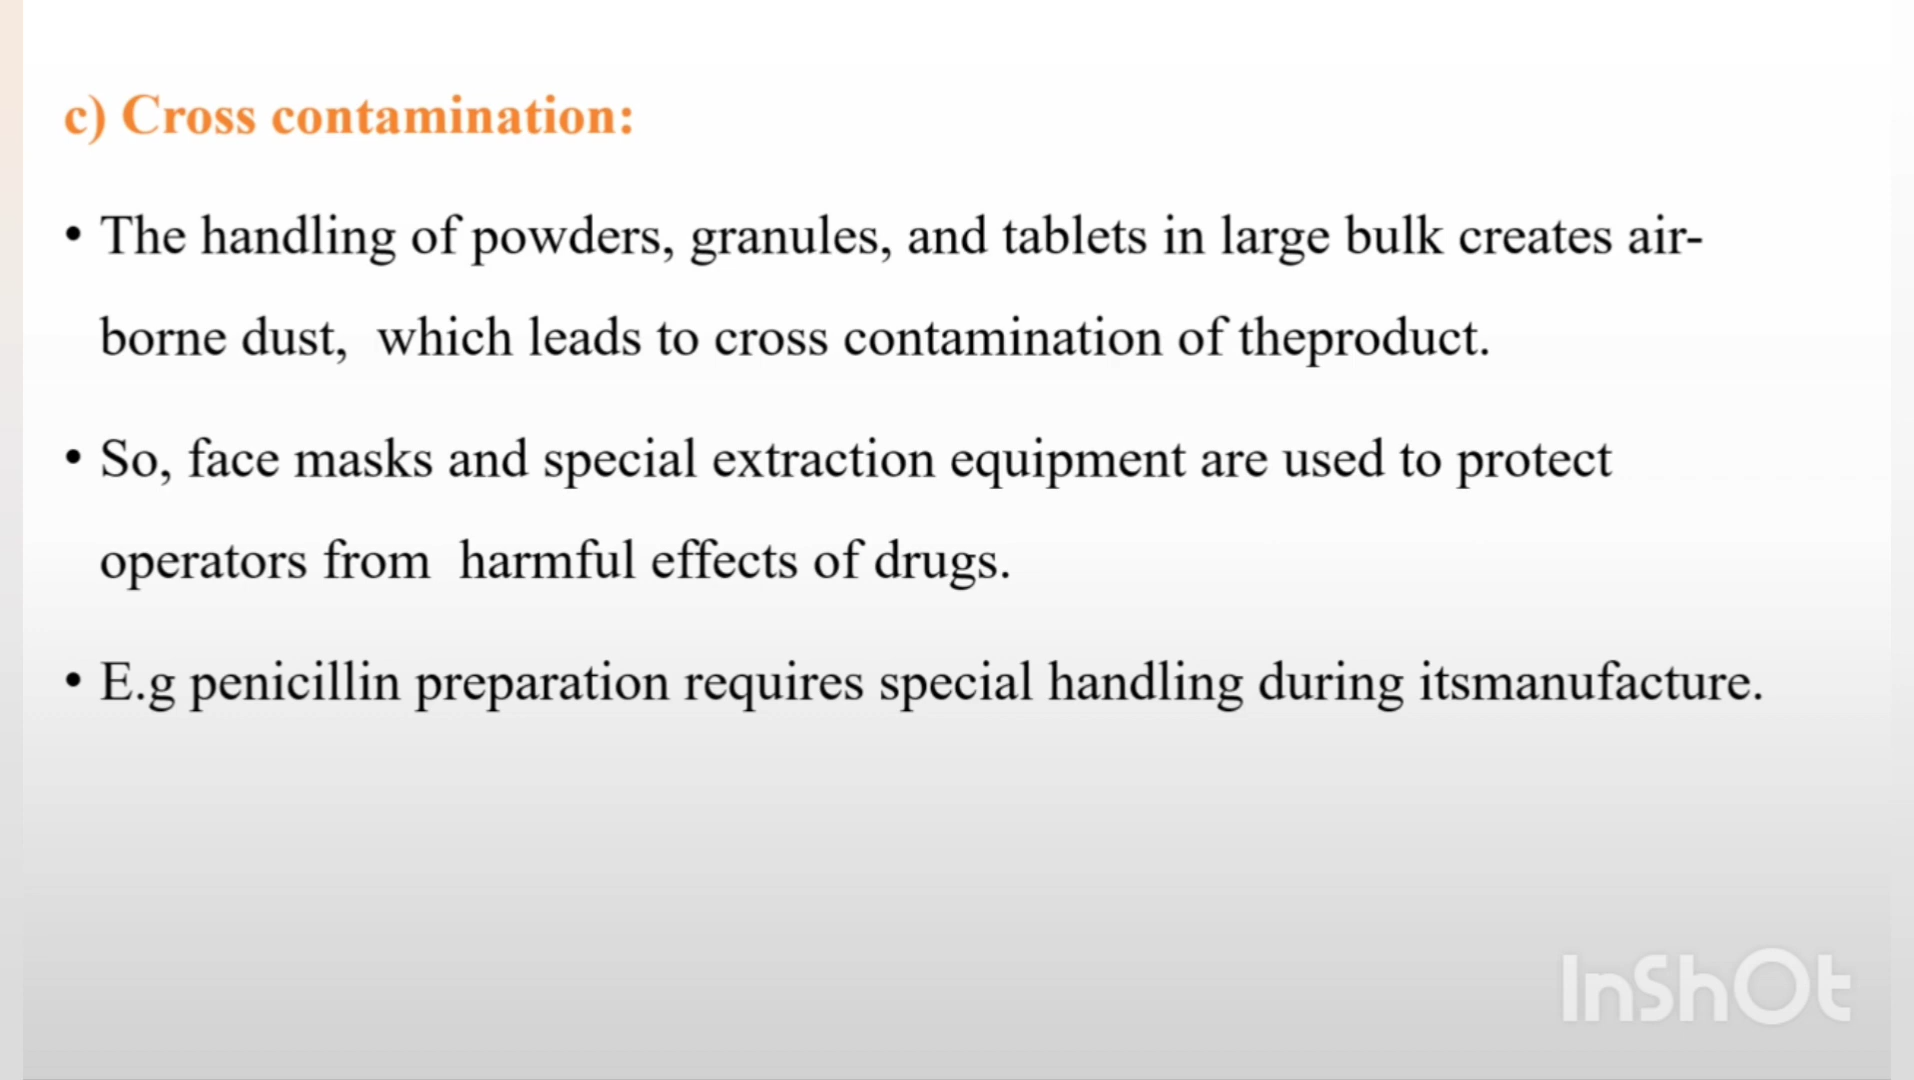 c) Cross contamination:
• The handling of powders, granules, and tablets in large bulk creates air-
borne dust,  which leads to cross contamination of theproduct.
• So, face masks and special extraction equipment are used to protect
operators from  harmful effects of drugs.
• E.g penicillin preparation requires special handling during itsmanufacture.
InShOt